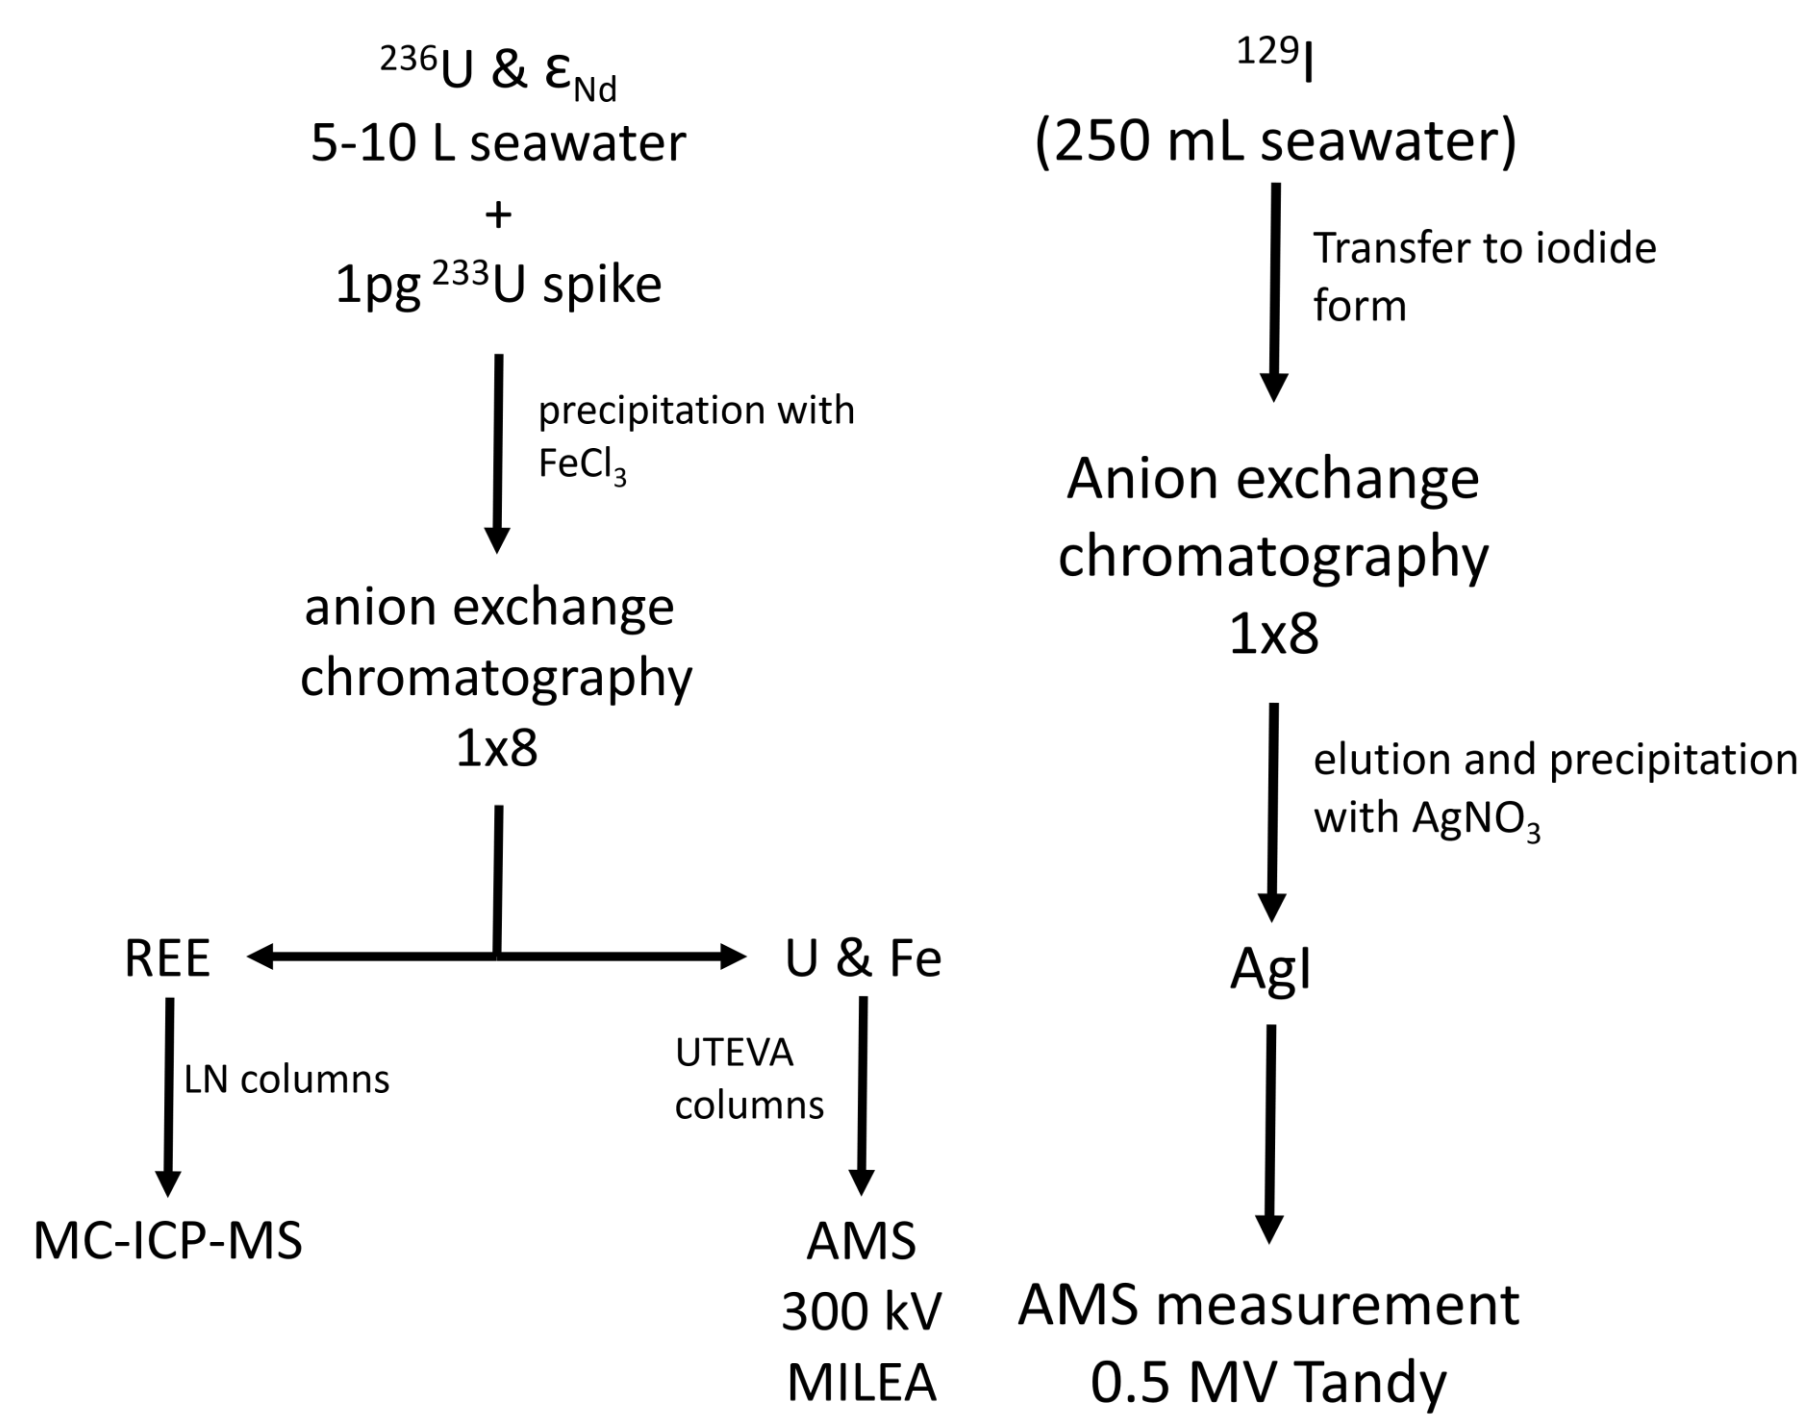 ²³⁶U & εNd
5-10 L seawater
+
1pg ²³³U spike
precipitation with
FeCl₃
anion exchange
chromatography
1x8
REE
U & Fe
LN columns
UTEVA
columns
MC-ICP-MS
AMS
300 kV
MILEA
¹²⁹I
(250 mL seawater)
Transfer to iodide
form
Anion exchange
chromatography
1x8
elution and precipitation
with AgNO₃
AgI
AMS measurement
0.5 MV Tandy